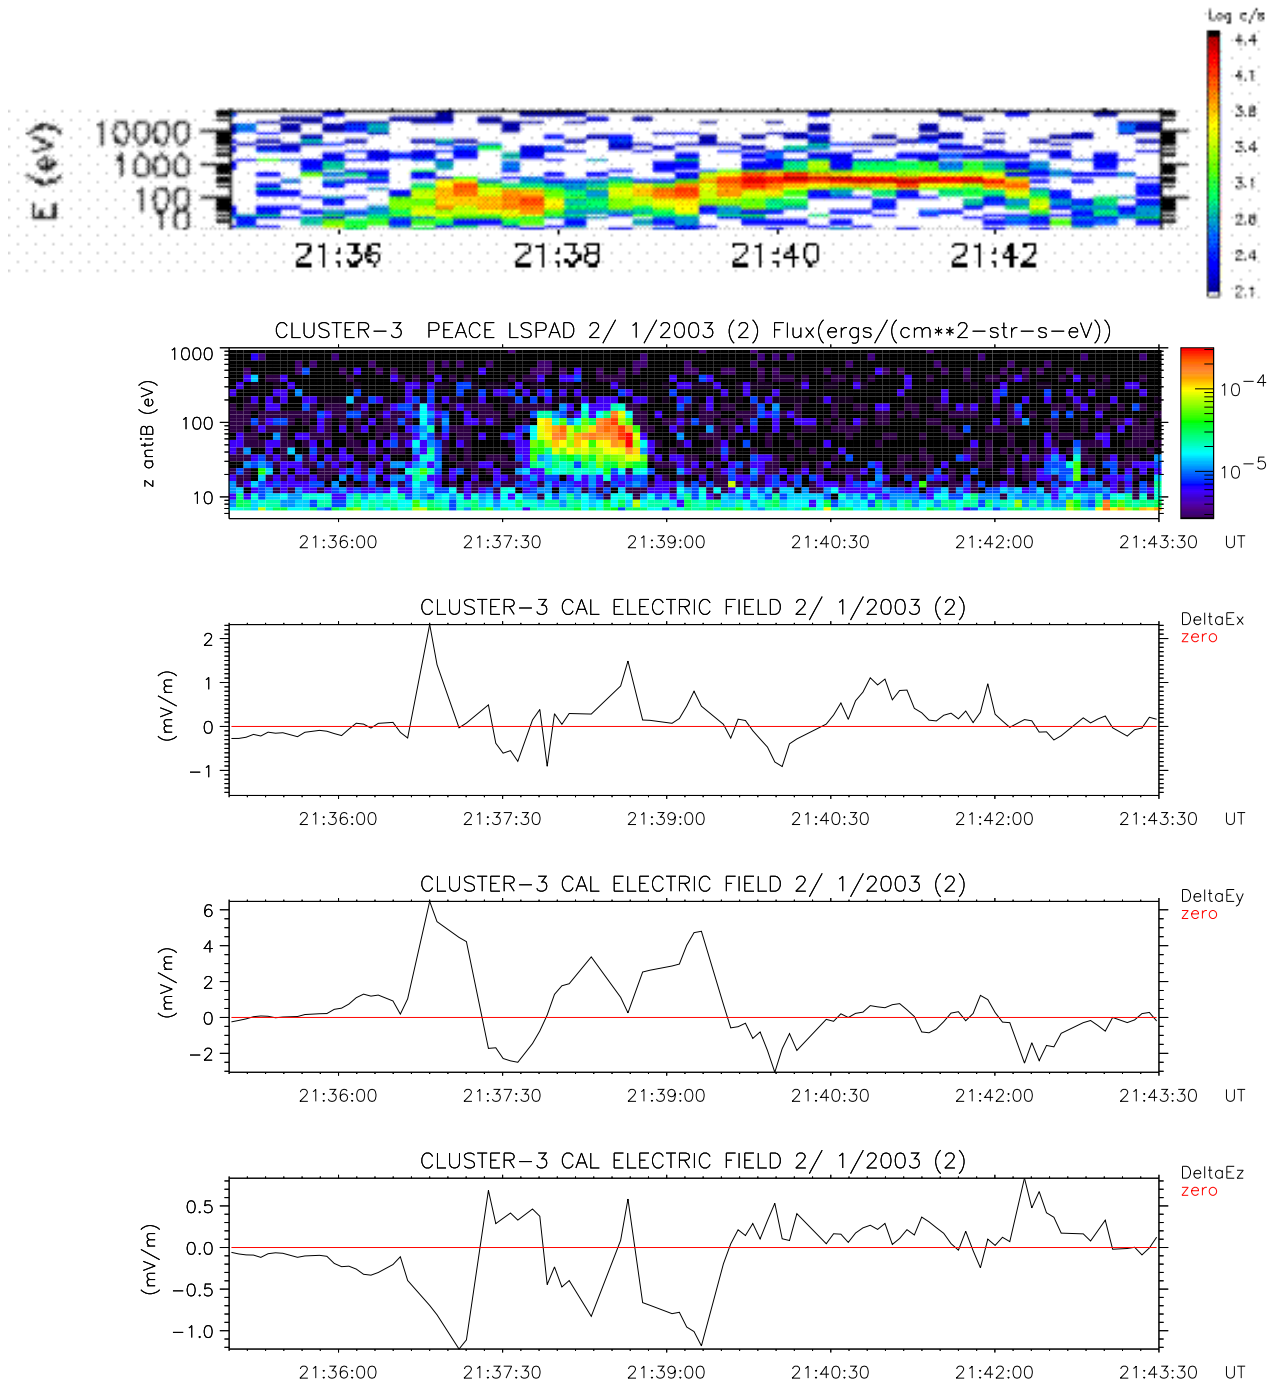 Log c/s
4.4
4.1
3.8
3.4
3.1
2.8
2.4
2.1
E (eV)
10000
1000
100
10
21:36 21:38 21:40 21:42
CLUSTER-3 PEACE LSPAD 2/ 1/2003 (2) Flux(ergs/(cm**2-str-s-eV))
z antiB (eV)
1000
100
10
10-4
10-5
21:36:00 21:37:30 21:39:00 21:40:30 21:42:00 21:43:30 UT
CLUSTER-3 CAL ELECTRIC FIELD 2/ 1/2003 (2)
DeltaEx
zero
(mV/m)
2
1
0
-1
21:36:00 21:37:30 21:39:00 21:40:30 21:42:00 21:43:30 UT
CLUSTER-3 CAL ELECTRIC FIELD 2/ 1/2003 (2)
DeltaEy
zero
(mV/m)
6
4
2
0
-2
21:36:00 21:37:30 21:39:00 21:40:30 21:42:00 21:43:30 UT
CLUSTER-3 CAL ELECTRIC FIELD 2/ 1/2003 (2)
DeltaEz
zero
(mV/m)
0.5
0.0
-0.5
-1.0
21:36:00 21:37:30 21:39:00 21:40:30 21:42:00 21:43:30 UT